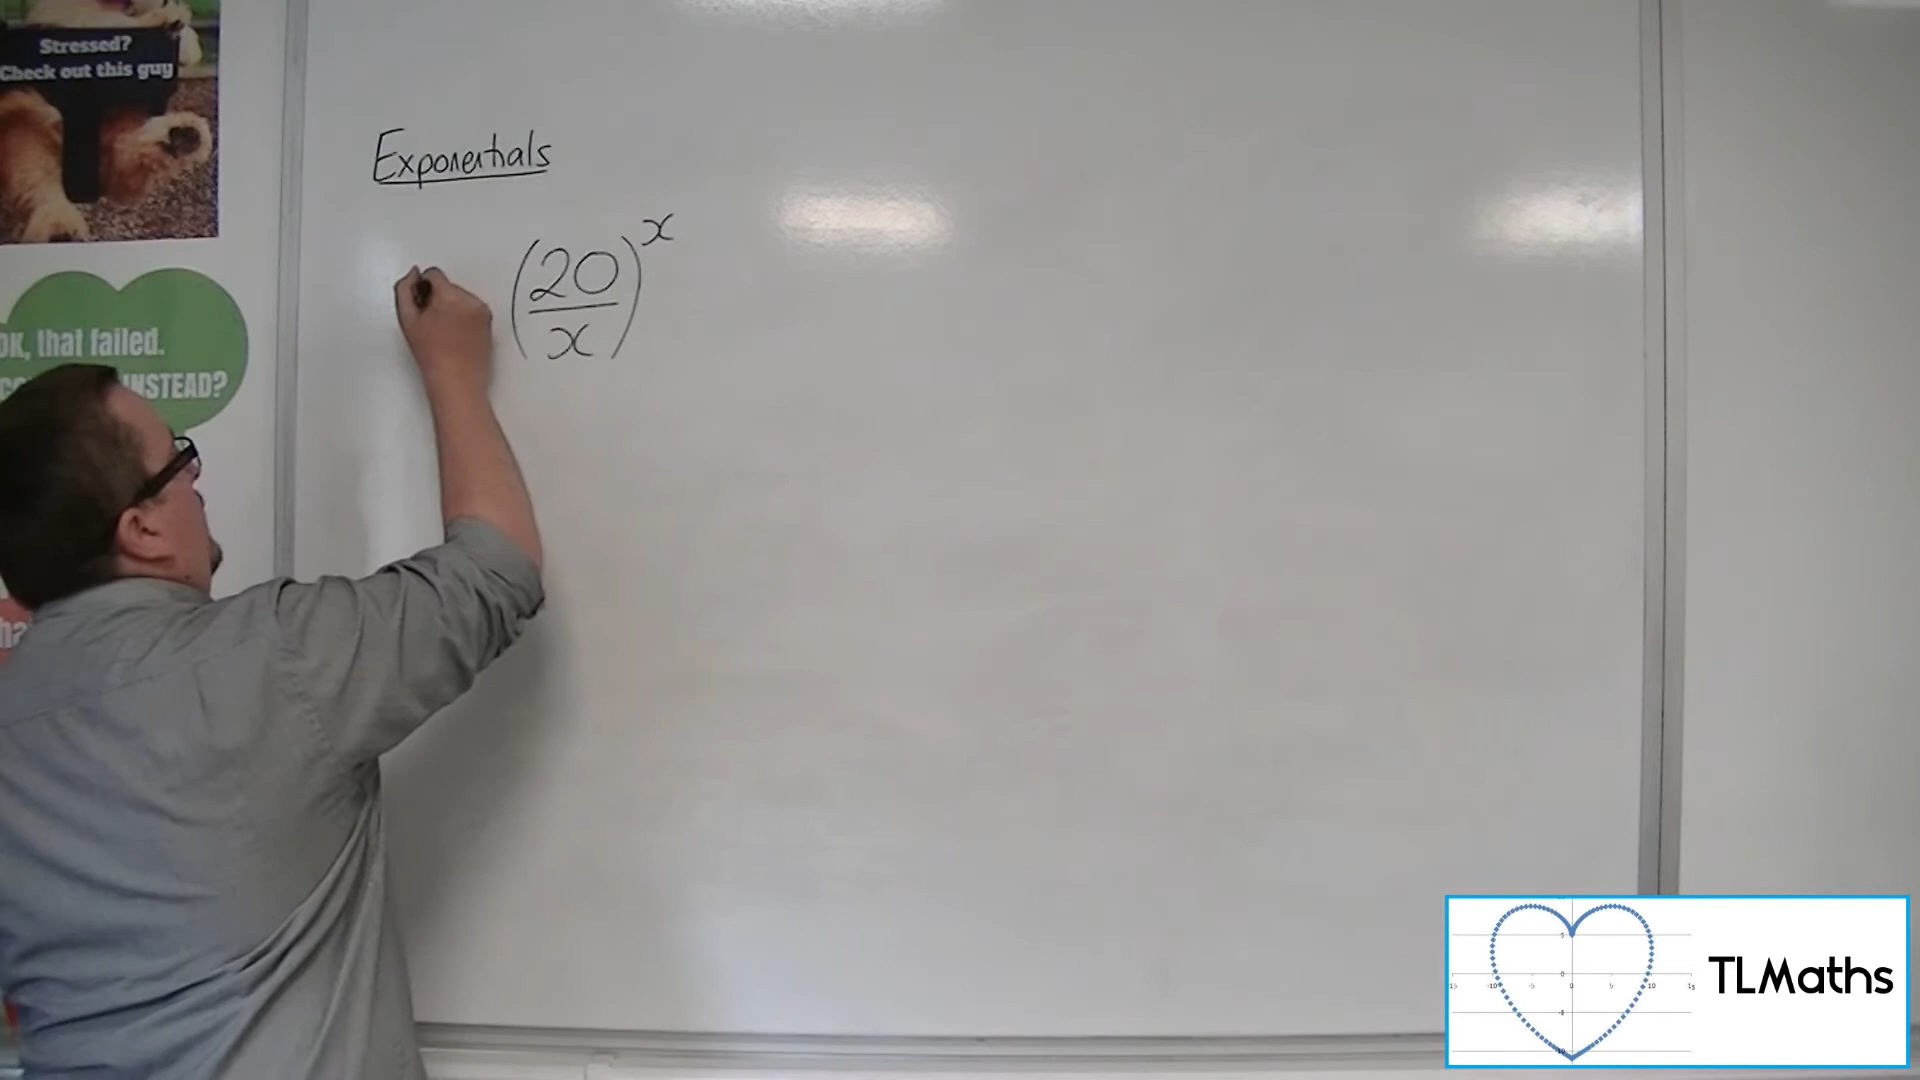 Stressed?
Check out this guy
Exponentials
(20/x)^x
OK, that failed.
INSTEAD?
TLMaths